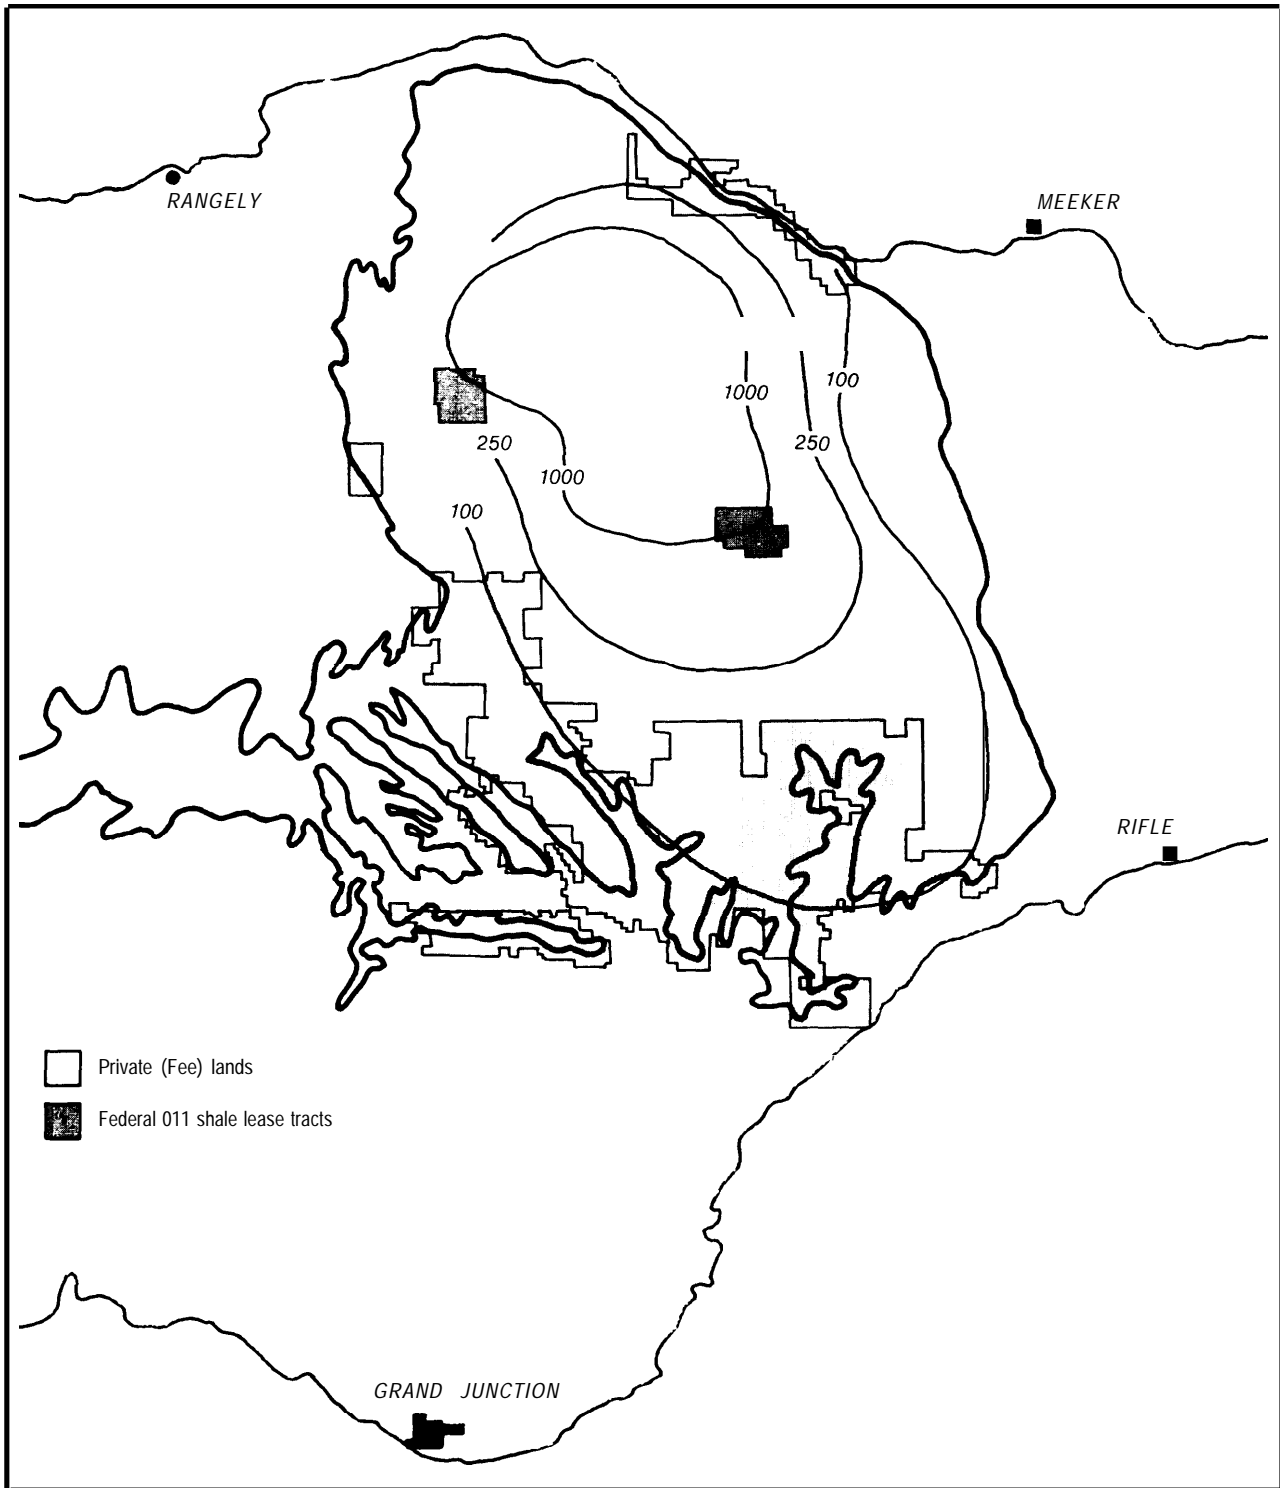 RANGELY
MEEKER
100
1000
250
250
1000
100
RIFLE
Private (Fee) lands
Federal 011 shale lease tracts
GRAND JUNCTION